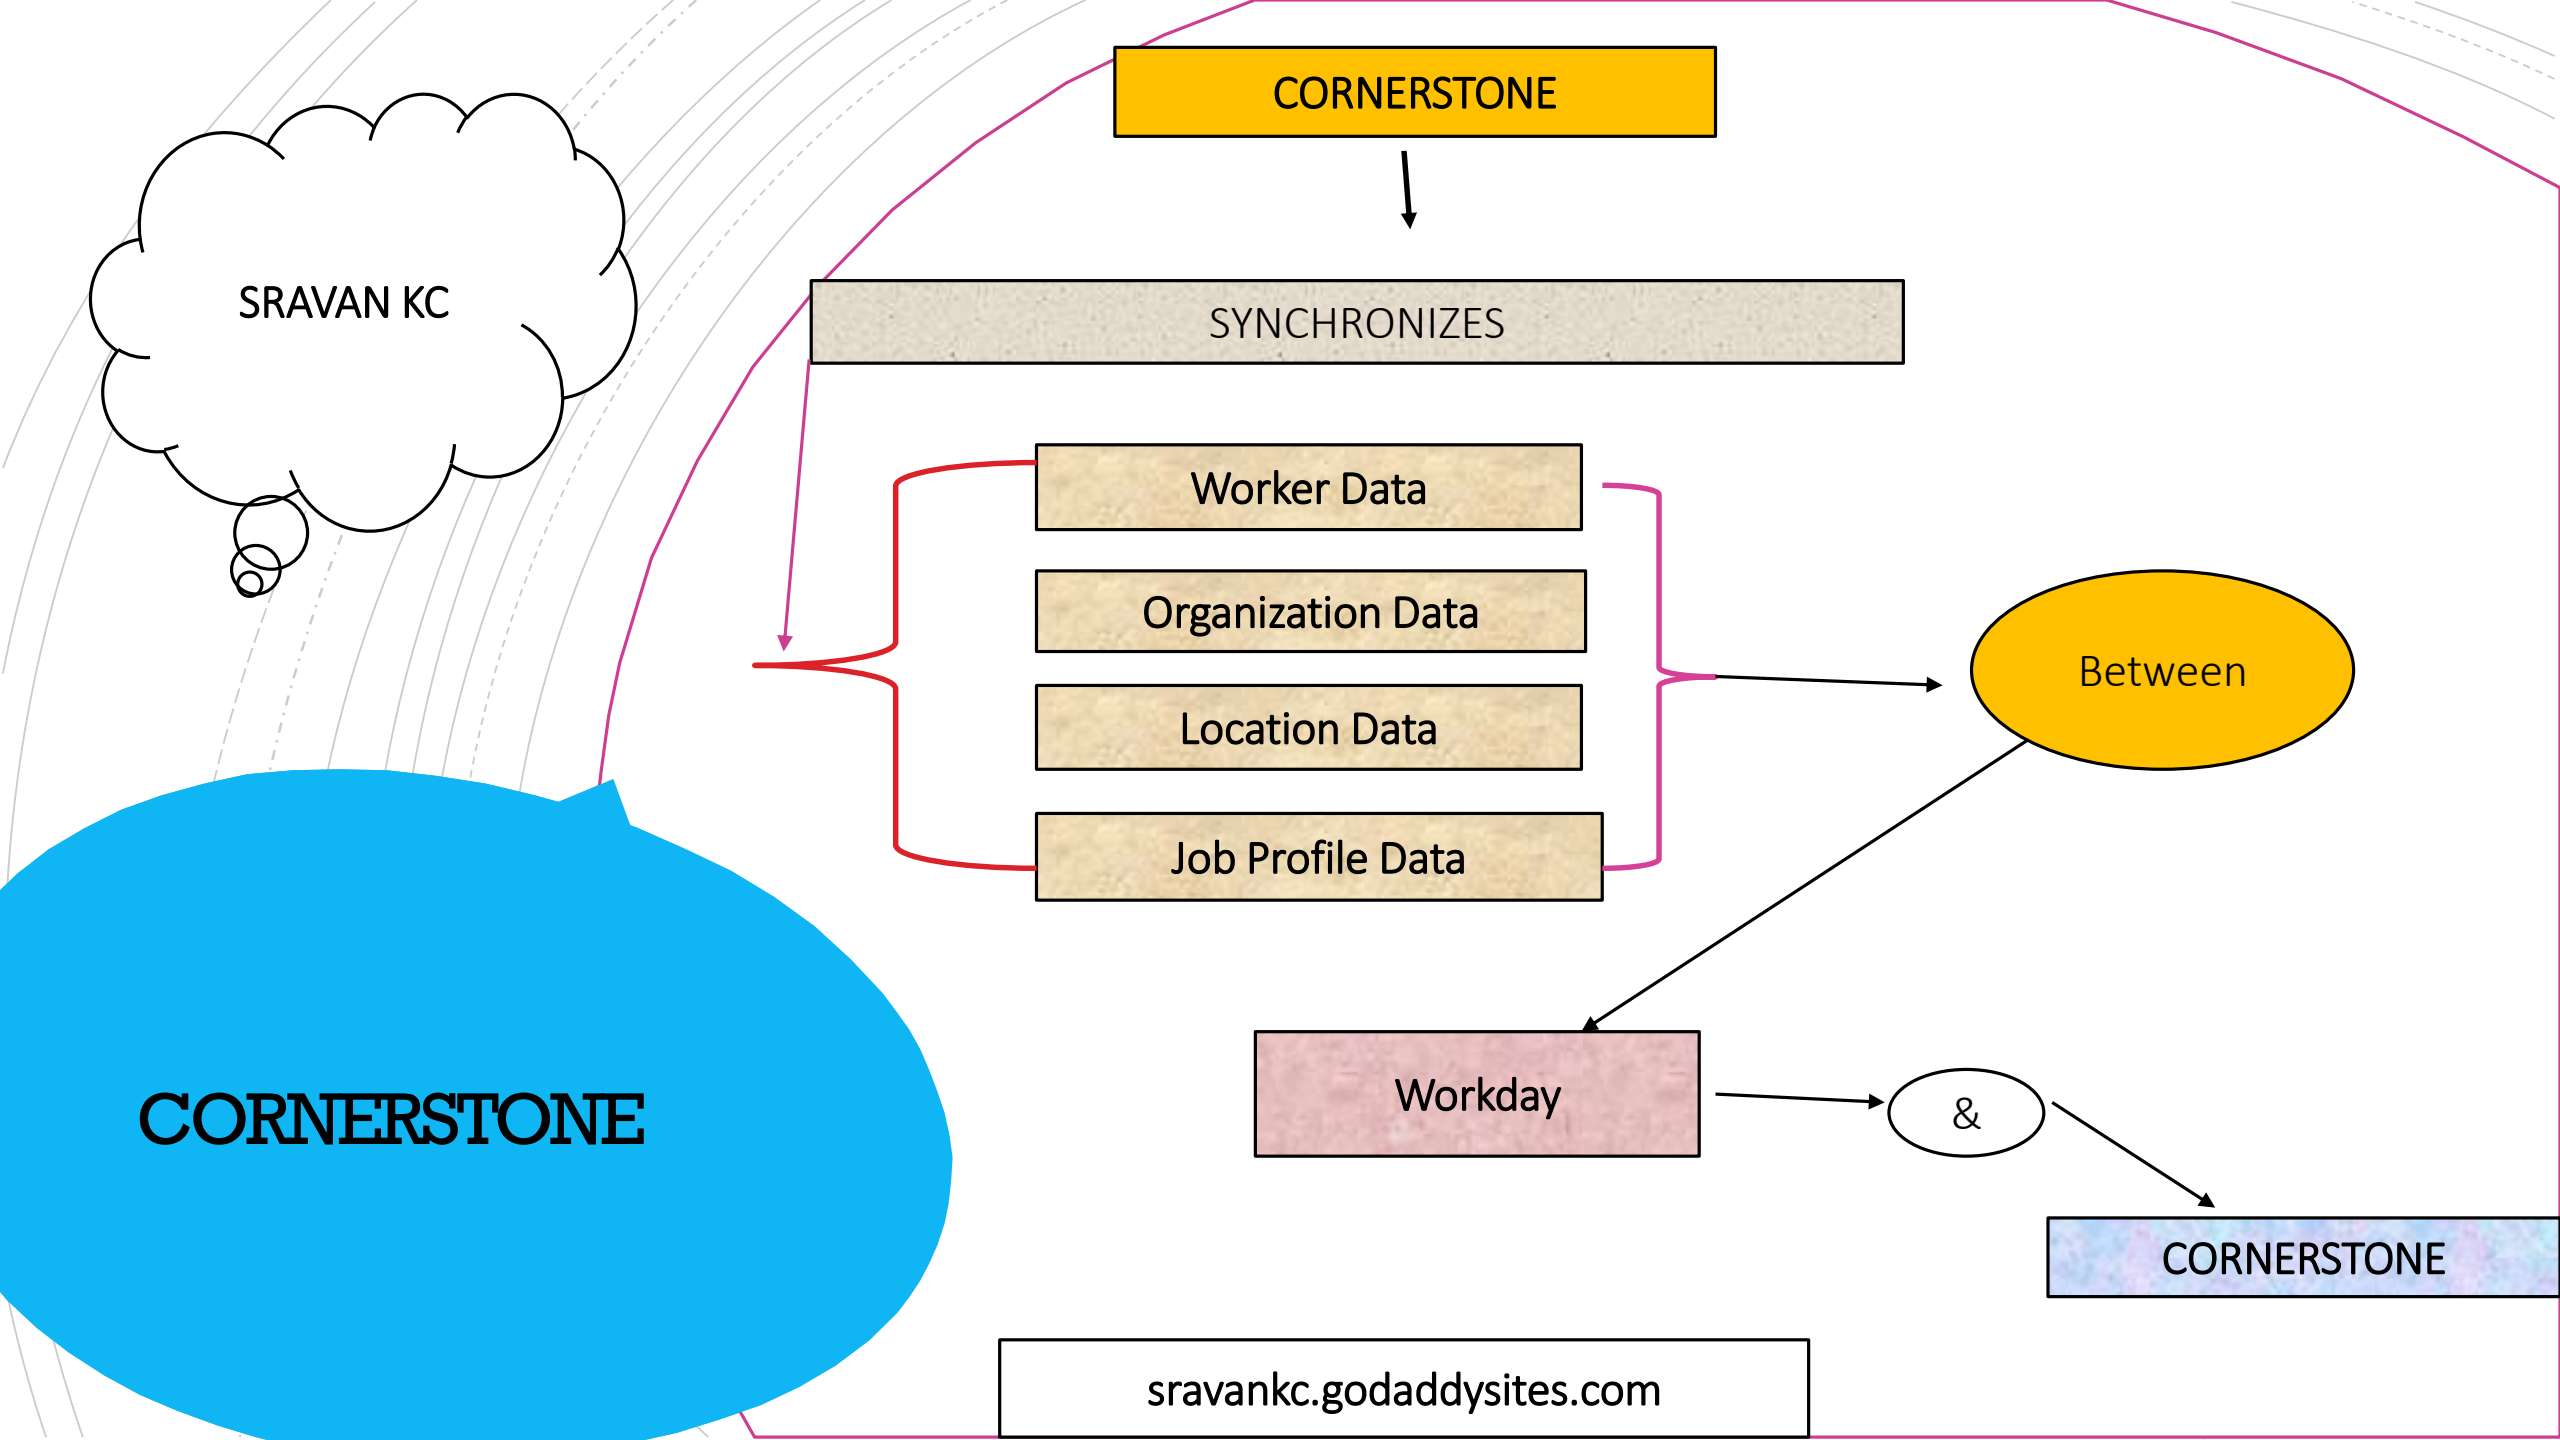 SRAVAN KC
CORNERSTONE
CORNERSTONE
SYNCHRONIZES
Worker Data
Organization Data
Location Data
Job Profile Data
Between
Workday
&
CORNERSTONE
sravankc.godaddysites.com